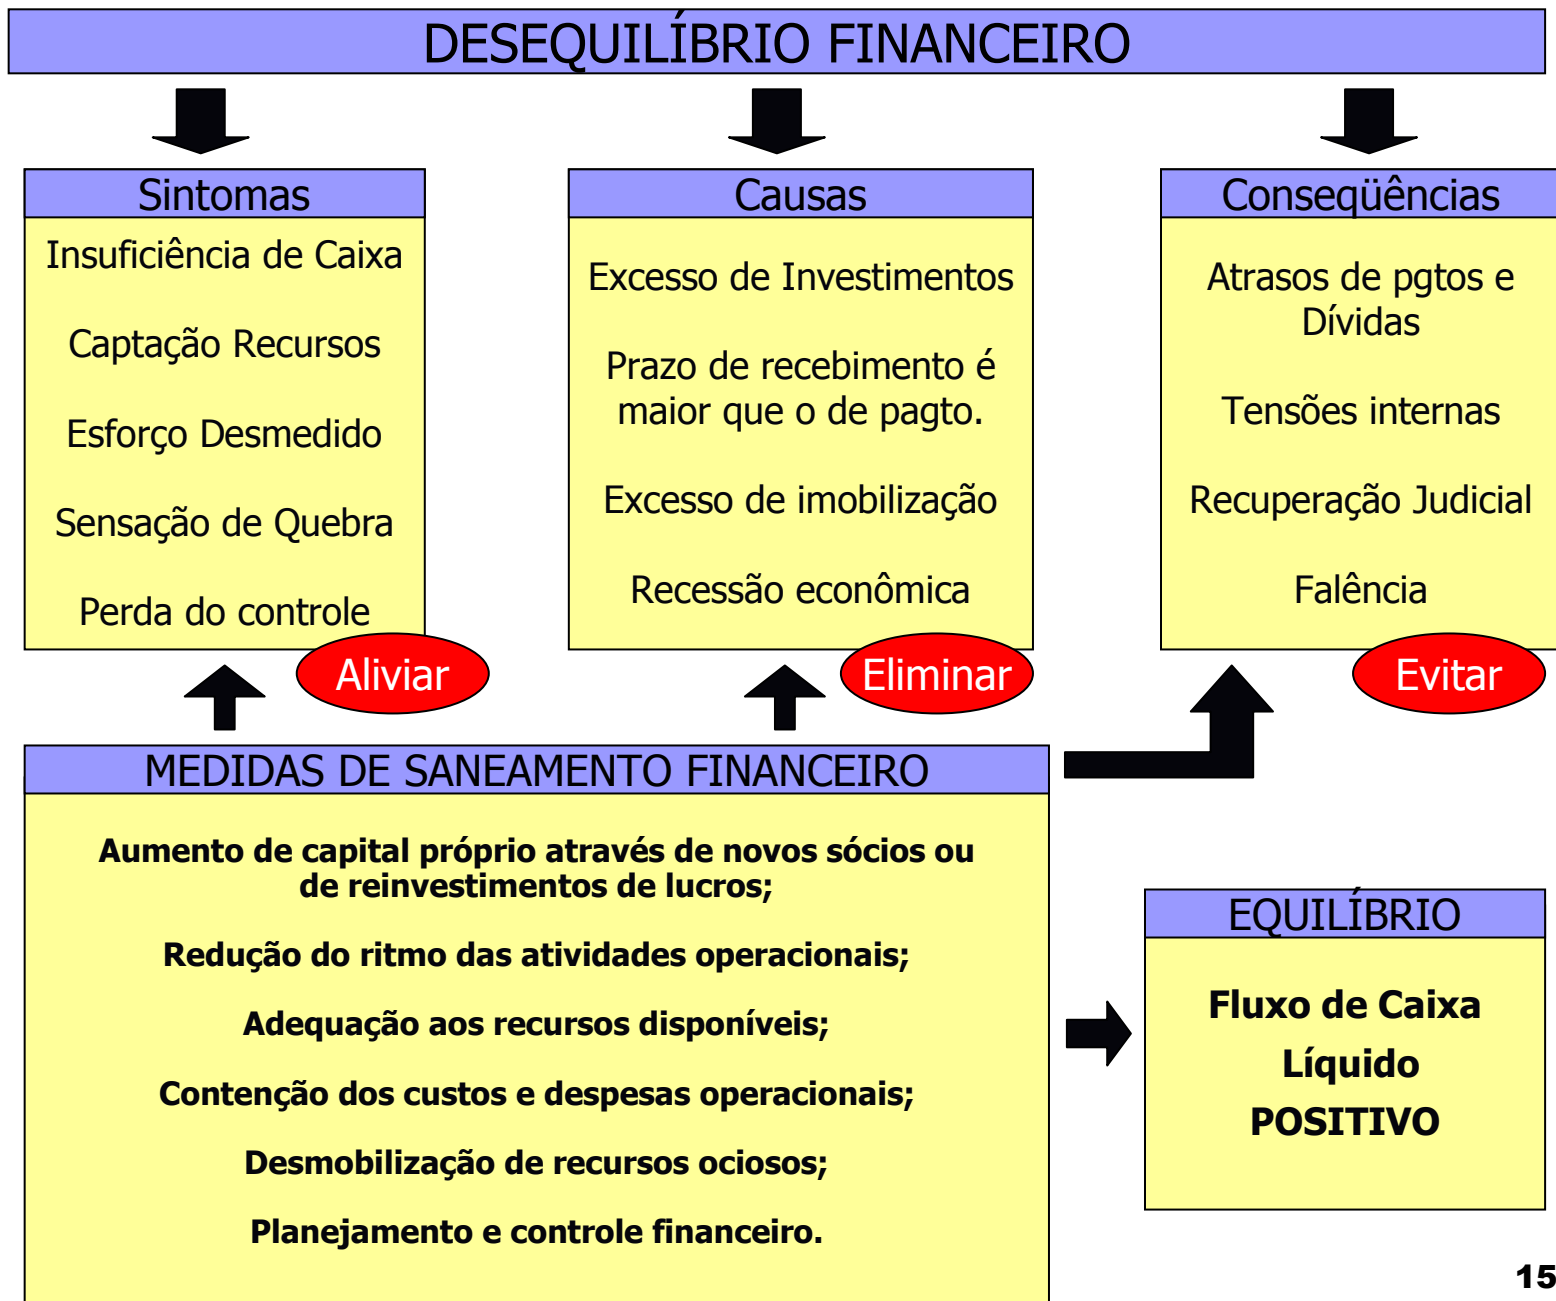 DESEQUILÍBRIO FINANCEIRO
Sintomas
Insuficiência de Caixa
Captação Recursos
Esforço Desmedido
Sensação de Quebra
Perda do controle
Aliviar
Causas
Excesso de Investimentos
Prazo de recebimento é
maior que o de pagto.
Excesso de imobilização
Recessão econômica
Eliminar
Conseqüências
Atrasos de pgtos e
Dívidas
Tensões internas
Recuperação Judicial
Falência
Evitar
MEDIDAS DE SANEAMENTO FINANCEIRO
Aumento de capital próprio através de novos sócios ou
de reinvestimentos de lucros;
Redução do ritmo das atividades operacionais;
Adequação aos recursos disponíveis;
Contenção dos custos e despesas operacionais;
Desmobilização de recursos ociosos;
Planejamento e controle financeiro.
EQUILÍBRIO
Fluxo de Caixa
Líquido
POSITIVO
15